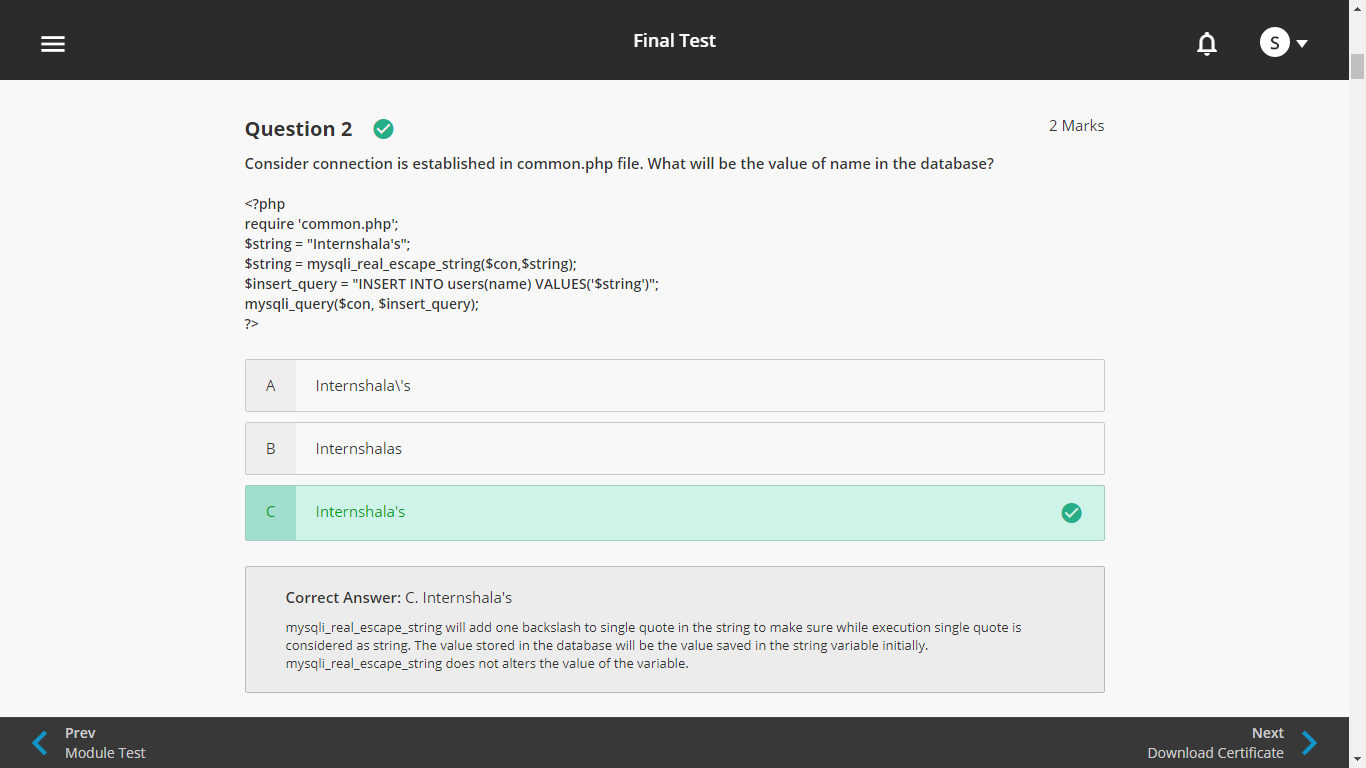 Final Test
S
Question 2
2 Marks
Consider connection is established in common.php file. What will be the value of name in the database?
<?php
require 'common.php';
$string = "Internshala's";
$string = mysqli_real_escape_string($con,$string);
$insert_query = "INSERT INTO users(name) VALUES('$string')";
mysqli_query($con, $insert_query);
?>
A Internshala\'s
B Internshalas
C Internshala's
Correct Answer: C. Internshala's
mysqli_real_escape_string will add one backslash to single quote in the string to make sure while execution single quote is
considered as string. The value stored in the database will be the value saved in the string variable initially.
mysqli_real_escape_string does not alters the value of the variable.
Prev
Module Test
Next
Download Certificate